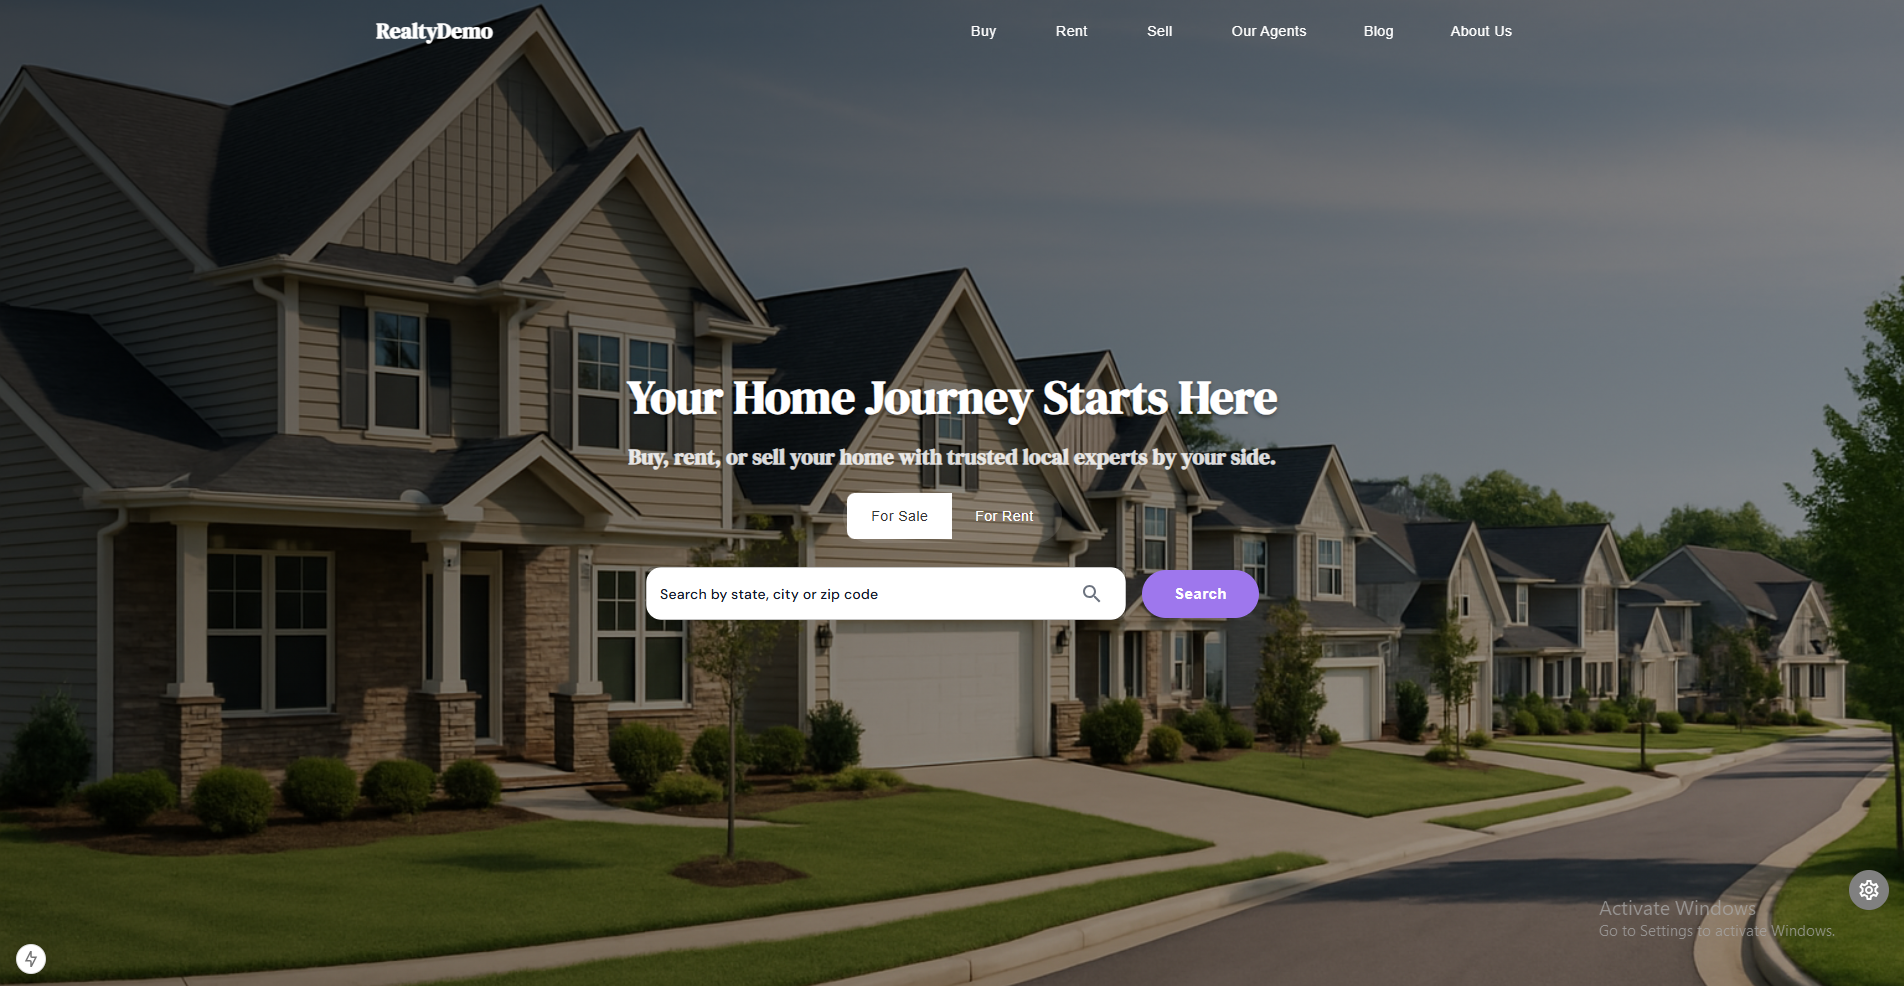 RealtyDemo
Buy
Rent
Sell
Our Agents
Blog
About Us
Your Home Journey Starts Here
Buy, rent, or sell your home with trusted local experts by your side.
For Sale
For Rent
Search by state, city or zip code
Search
Activate Windows
Go to Settings to activate Windows.